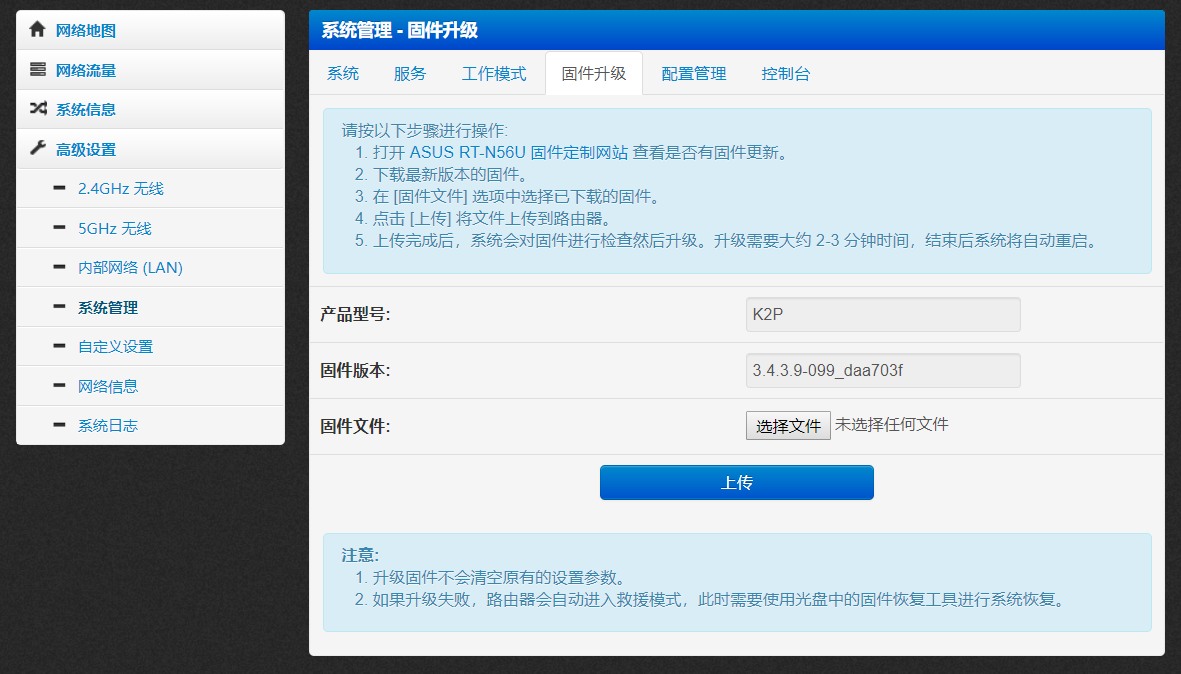 网络地图
网络流量
系统信息
高级设置
2.4GHz 无线
5GHz 无线
内部网络 (LAN)
系统管理
自定义设置
网络信息
系统日志
系统管理 - 固件升级
系统 服务 工作模式 固件升级 配置管理 控制台
请按以下步骤进行操作:
1. 打开 ASUS RT-N56U 固件定制网站 查看是否有固件更新。
2. 下载最新版本的固件。
3. 在 [固件文件] 选项中选择已下载的固件。
4. 点击 [上传] 将文件上传到路由器。
5. 上传完成后，系统会对固件进行检查然后升级。升级需要大约 2-3 分钟时间，结束后系统将自动重启。
产品型号: K2P
固件版本: 3.4.3.9-099_daa703f
固件文件: 选择文件 未选择任何文件
上传
注意:
1. 升级固件不会清空原有的设置参数。
2. 如果升级失败，路由器会自动进入救援模式，此时需要使用光盘中的固件恢复工具进行系统恢复。